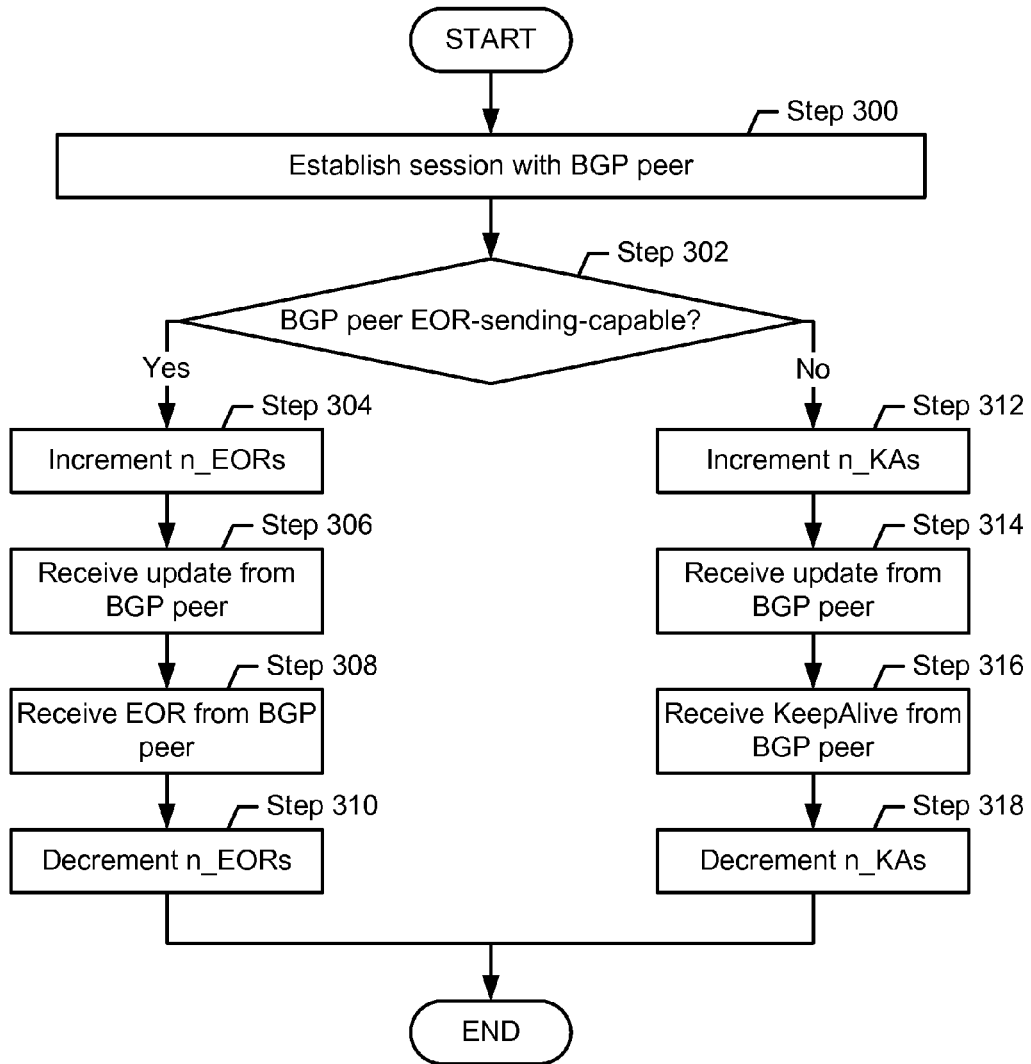 START
Step 300
Establish session with BGP peer
Step 302
BGP peer EOR-sending-capable?
Yes
No
Step 304
Increment n_EORs
Step 306
Receive update from
BGP peer
Step 308
Receive EOR from BGP
peer
Step 310
Decrement n_EORs
Step 312
Increment n_KAs
Step 314
Receive update from
BGP peer
Step 316
Receive KeepAlive from
BGP peer
Step 318
Decrement n_KAs
END